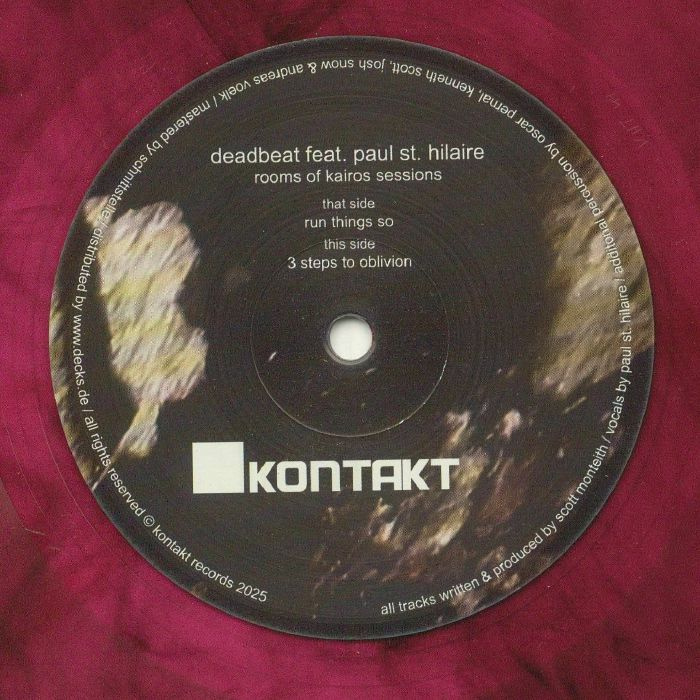 deadbeat feat. paul st. hilaire
rooms of kairos sessions
that side
run things so
this side
3 steps to oblivion
KONTAKT
all tracks written & produced by scott monteith / vocals by paul st. hilaire / additional percussion by oscar pernal, kenneth scott, josh snow & andreas voelk / mastered by schnittstelle / distributed by www.decks.de / all rights reserved © kontakt records 2025